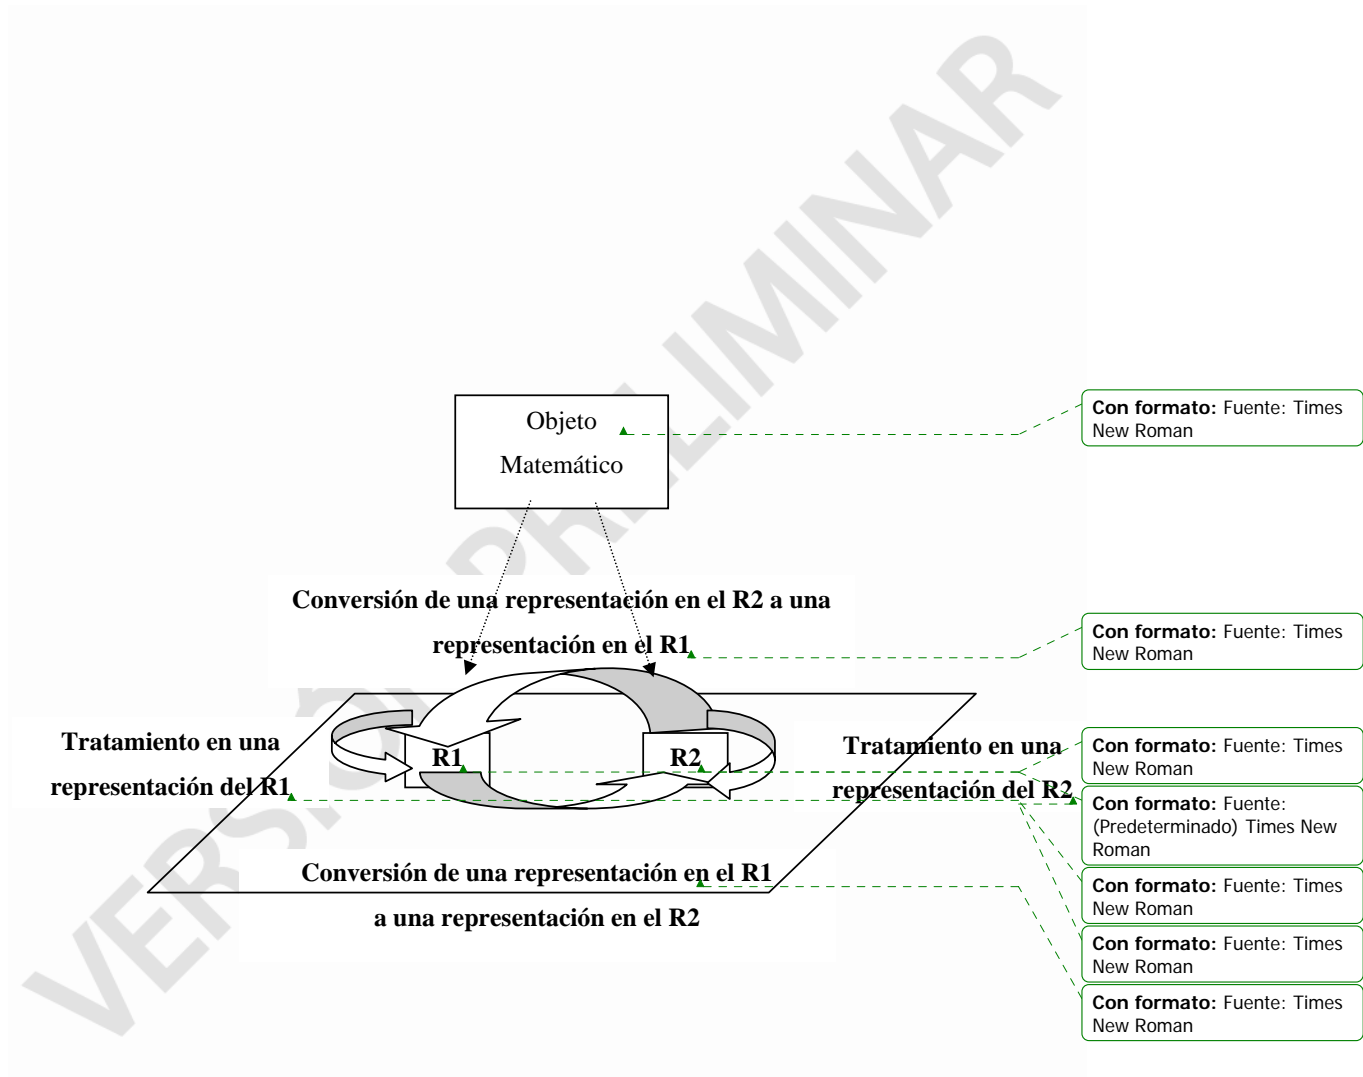 VERSIÓN PRELIMINAR
Objeto
Matemático
Conversión de una representación en el R2 a una
representación en el R1
Tratamiento en una
representación del R1
R1
R2
Tratamiento en una
representación del R2
Conversión de una representación en el R1
a una representación en el R2
Con formato: Fuente: Times
New Roman
Con formato: Fuente: Times
New Roman
Con formato: Fuente: Times
New Roman
Con formato: Fuente:
(Predeterminado) Times New
Roman
Con formato: Fuente: Times
New Roman
Con formato: Fuente: Times
New Roman
Con formato: Fuente: Times
New Roman